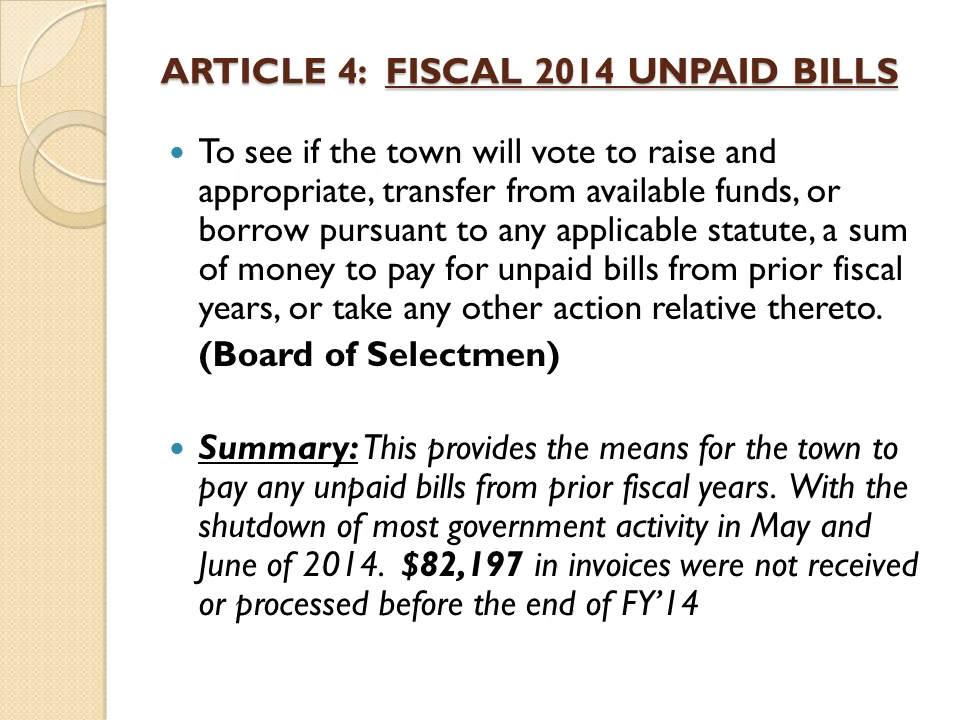 ARTICLE 4:  FISCAL 2014 UNPAID BILLS
• To see if the town will vote to raise and
appropriate, transfer from available funds, or
borrow pursuant to any applicable statute, a sum
of money to pay for unpaid bills from prior fiscal
years, or take any other action relative thereto.
(Board of Selectmen)
• Summary: This provides the means for the town to
pay any unpaid bills from prior fiscal years.  With the
shutdown of most government activity in May and
June of 2014.  $82,197 in invoices were not received
or processed before the end of FY’14